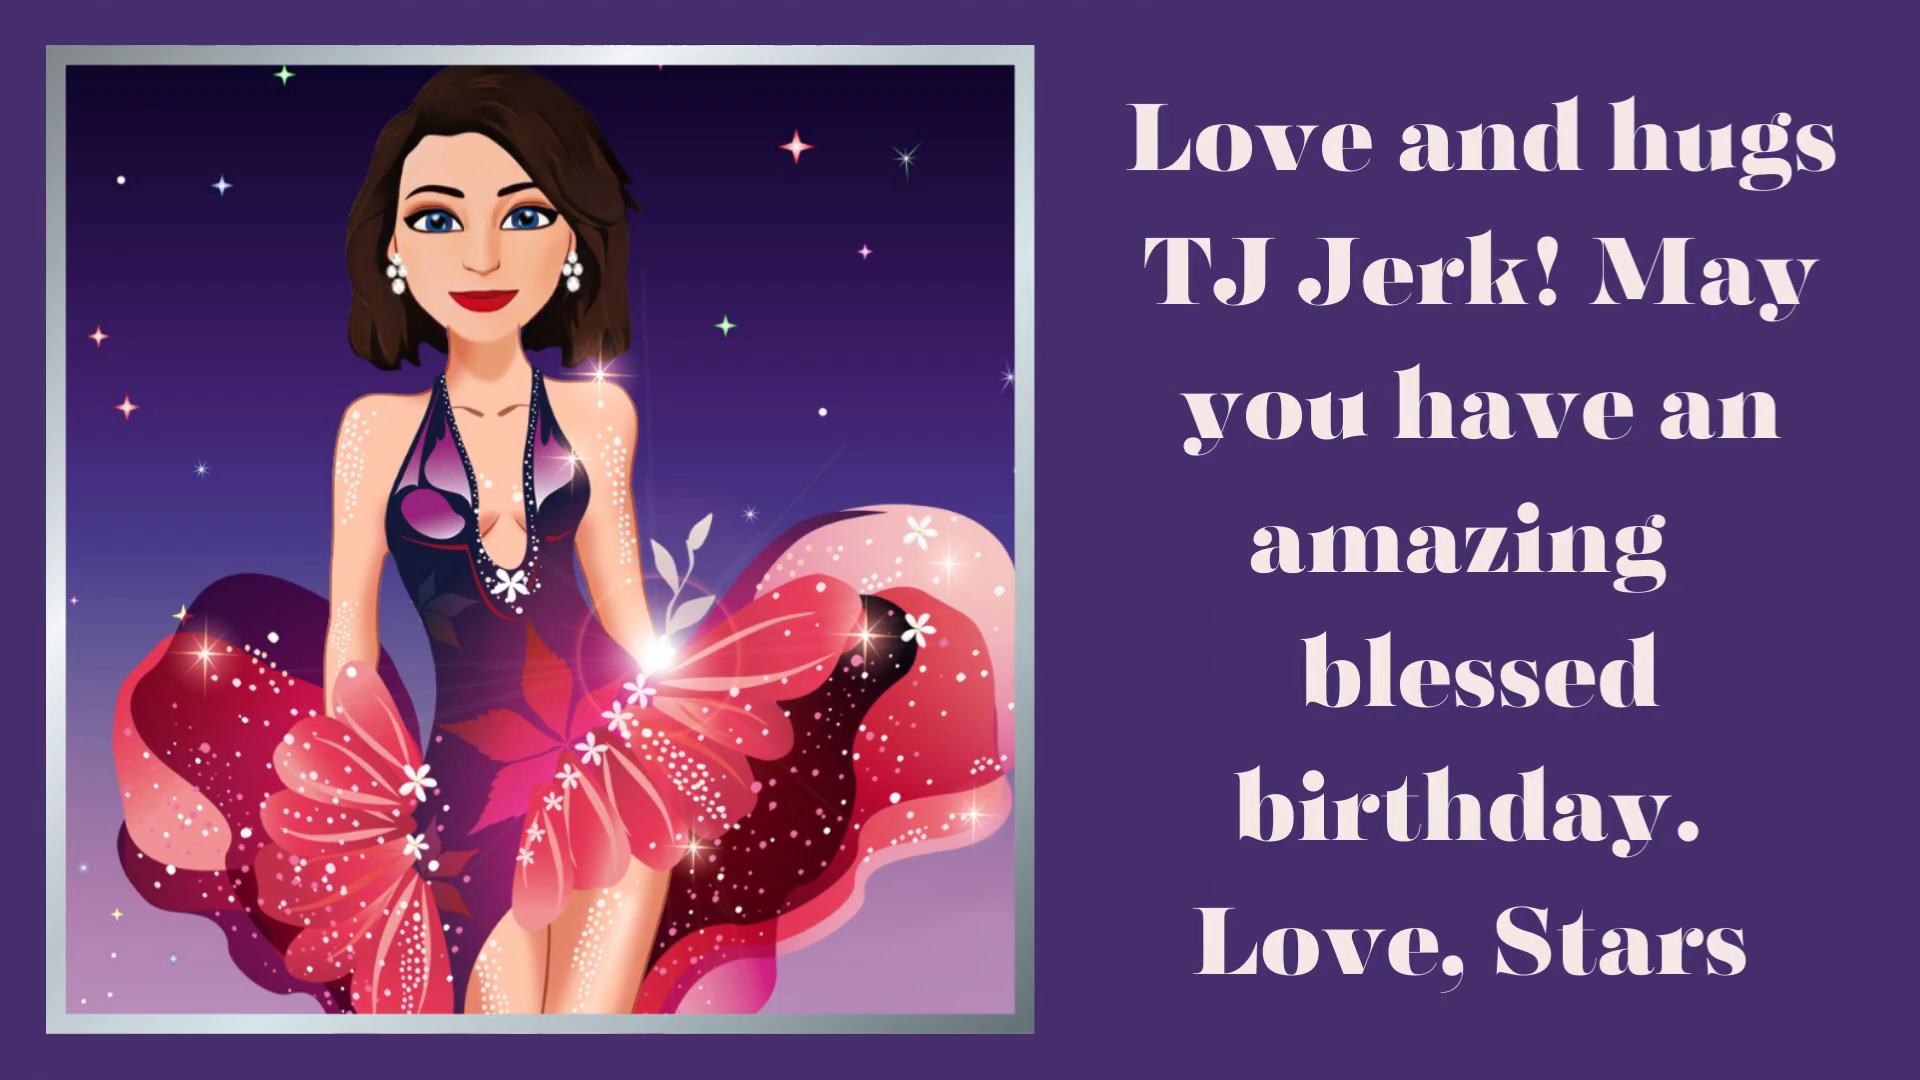 Love and hugs
TJ Jerk! May
you have an
amazing
blessed
birthday.
Love, Stars